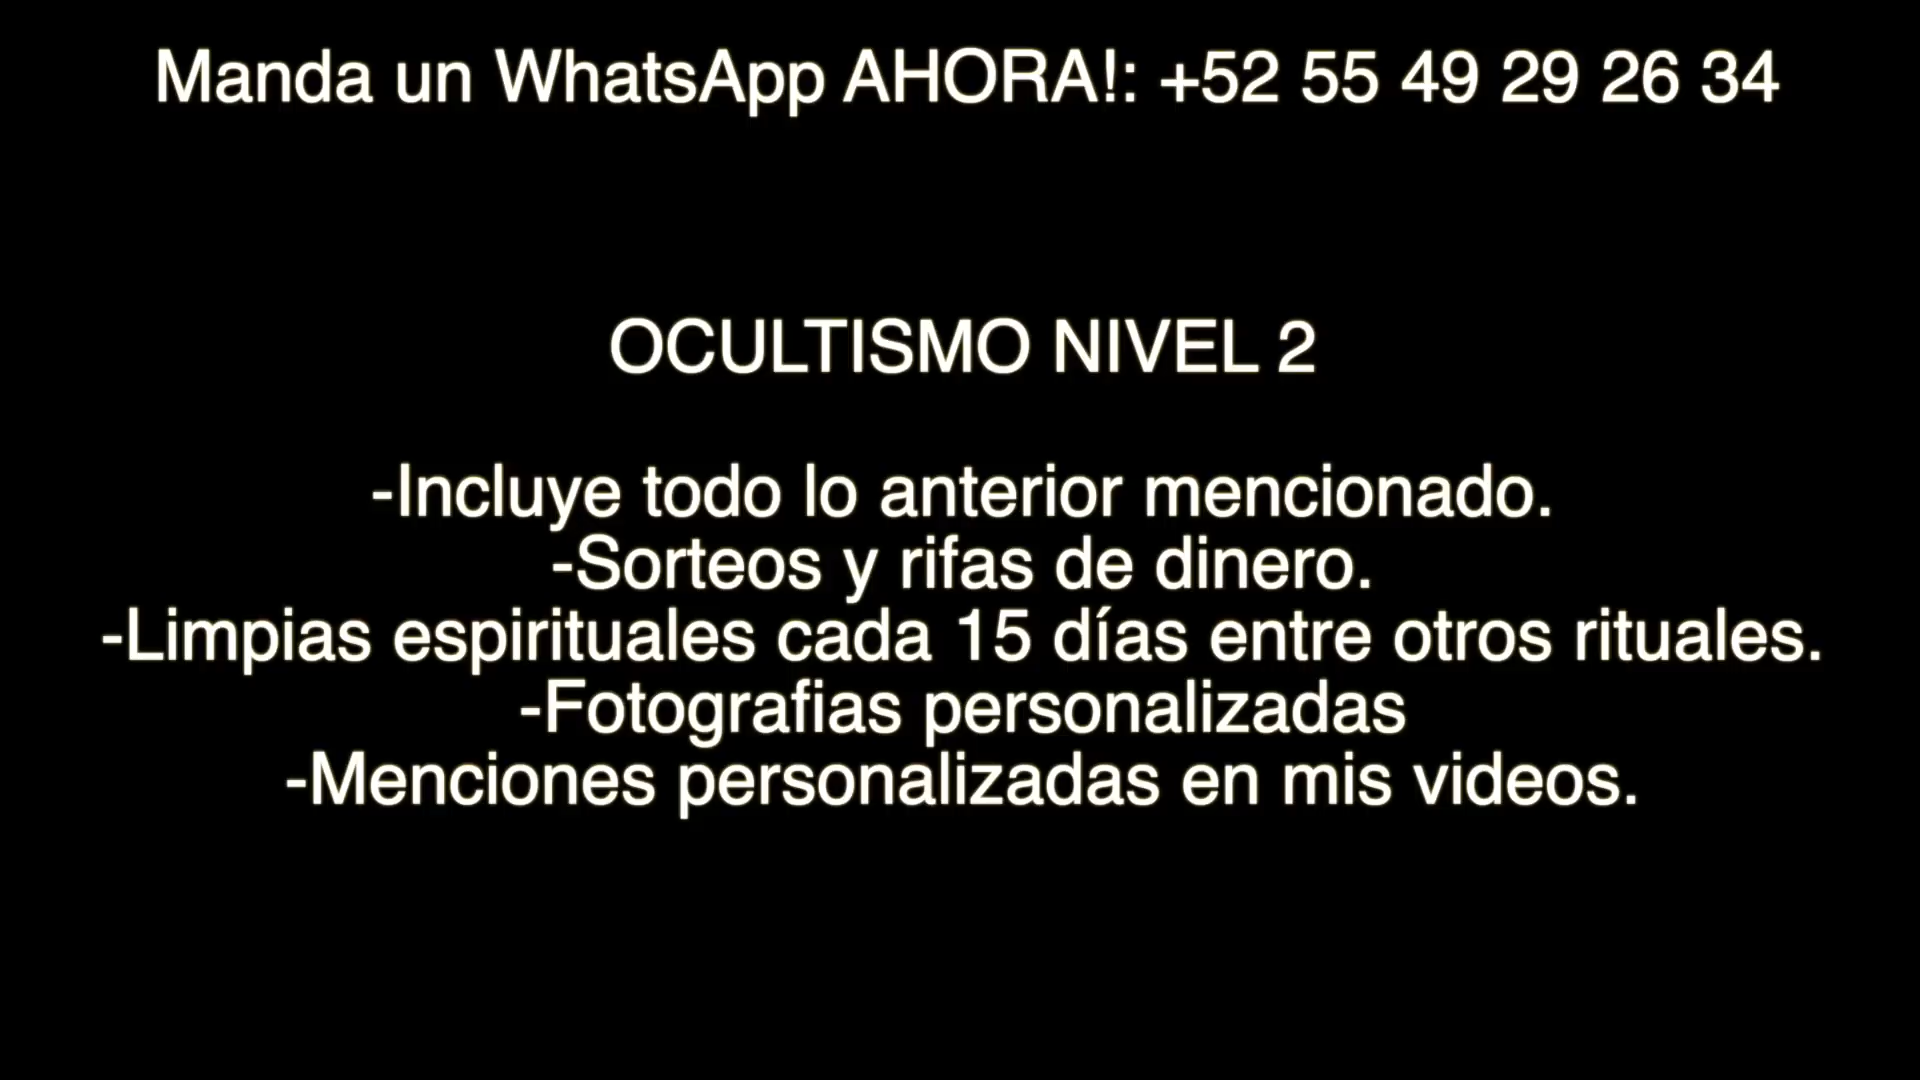 Manda un WhatsApp AHORA!: +52 55 49 29 26 34
OCULTISMO NIVEL 2
-Incluye todo lo anterior mencionado.
-Sorteos y rifas de dinero.
-Limpias espirituales cada 15 días entre otros rituales.
-Fotografias personalizadas
-Menciones personalizadas en mis videos.